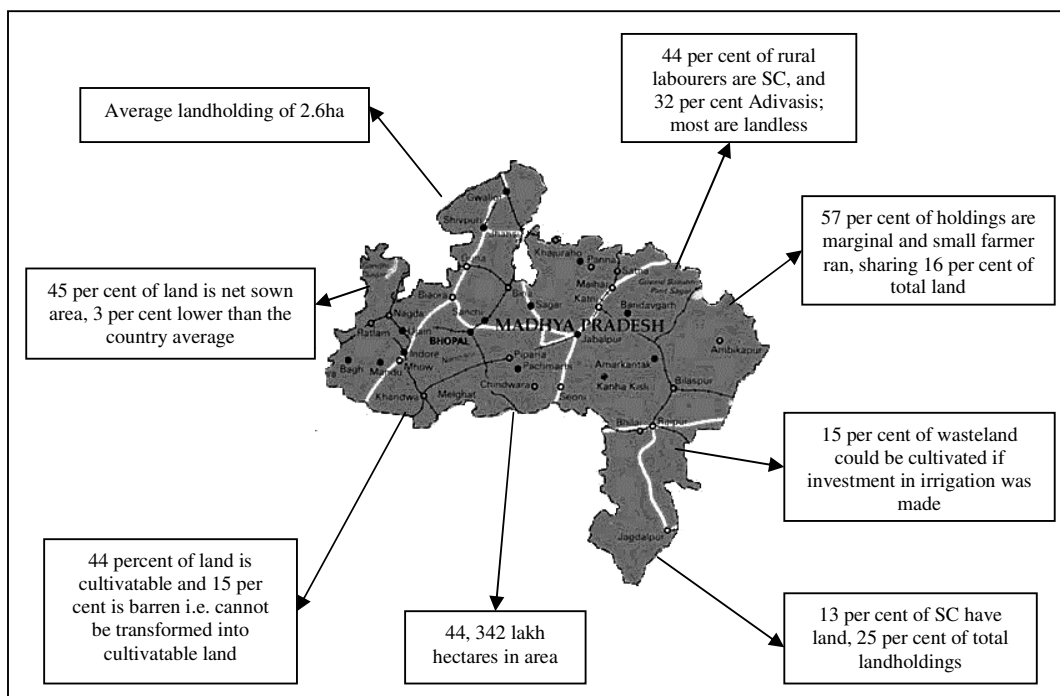 44 per cent of rural
labourers are SC, and
32 per cent Adivasis;
most are landless
Average landholding of 2.6ha
57 per cent of holdings are
marginal and small farmer
ran, sharing 16 per cent of
total land
45 per cent of land is net sown
area, 3 per cent lower than the
country average
Gwalior
Shivpuri
Jhansi
Guna
Khajuraho
Panna
Satna
Maihar
Katni
Bandavgarh
Biaora
Bina
Sagar
Sanchi
Nagda
Ratlam
Ujjain
MADHYA PRADESH
BHOPAL
Jabalpur
Ambikapur
Indore
Bagh
Mandu
Mhow
Narmada
Piparia
Pachmarhi
Amarkantak
Chindwara
Kanha Kisli
Bilaspur
Khandwa
Melghat
Seoni
Bhilai
Raipur
15 per cent of wasteland
could be cultivated if
investment in irrigation was
made
Jagdalpur
44 percent of land is
cultivatable and 15 per
cent is barren i.e. cannot
be transformed into
cultivatable land
44, 342 lakh
hectares in area
13 per cent of SC have
land, 25 per cent of total
landholdings